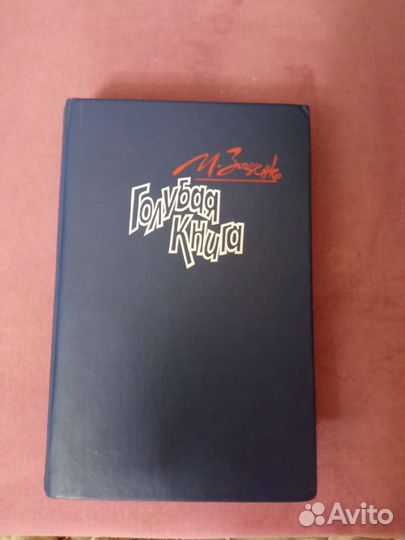 М. Зощенко
Голубая
Книга
Avito